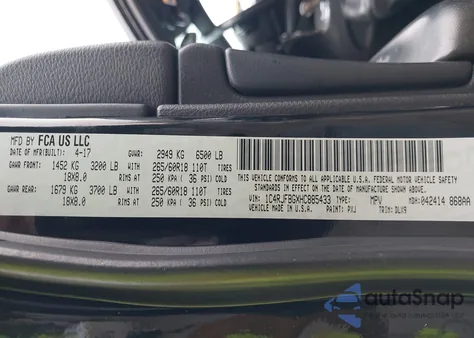 MFD BY FCA US LLC
DATE OF MFR(BUILT): 4-17 GVWR: 2949 KG 6500 LB
GAWR FRONT: 1452 KG 3200 LB WITH 265/60R18 110T TIRES
18X8.0 RIMS AT 250 KPA ( 36 PSI) COLD
GAWR REAR: 1679 KG 3700 LB WITH 265/60R18 110T TIRES
18X8.0 RIMS AT 250 KPA ( 36 PSI) COLD
THIS VEHICLE CONFORMS TO ALL APPLICABLE
U.S.A. FEDERAL MOTOR VEHICLE SAFETY
STANDARDS IN EFFECT ON THE DATE OF MANUFACTURE SHOWN ABOVE.
VIN: 1C4RJFBGXHC885433 TYPE: MPV MDH: 042414 868AA
VEHICLE MADE IN U.S.A. PAINT: PXJ TRIM: DLX9
autoSnap